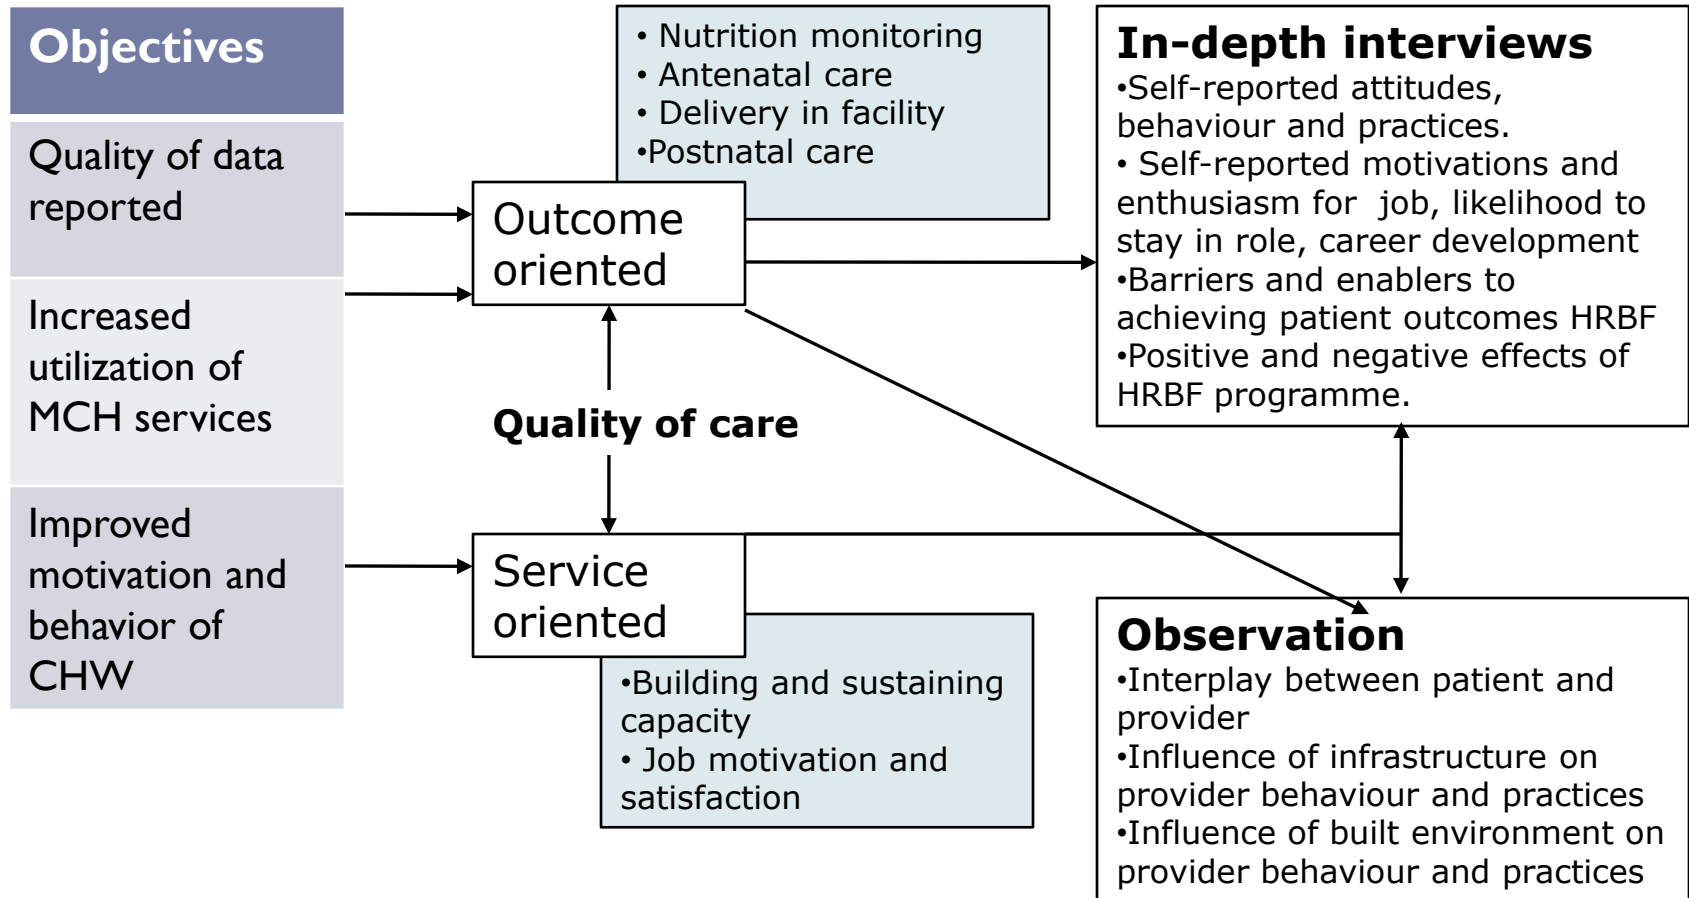 Objectives
Quality of data
reported
Increased
utilization of
MCH services
Improved
motivation and
behavior of
CHW
• Nutrition monitoring
• Antenatal care
• Delivery in facility
•Postnatal care
Outcome
oriented
Quality of care
Service
oriented
•Building and sustaining
capacity
• Job motivation and
satisfaction
In-depth interviews
•Self-reported attitudes,
behaviour and practices.
• Self-reported motivations and
enthusiasm for  job, likelihood to
stay in role, career development
•Barriers and enablers to
achieving patient outcomes HRBF
•Positive and negative effects of
HRBF programme.
Observation
•Interplay between patient and
provider
•Influence of infrastructure on
provider behaviour and practices
•Influence of built environment on
provider behaviour and practices